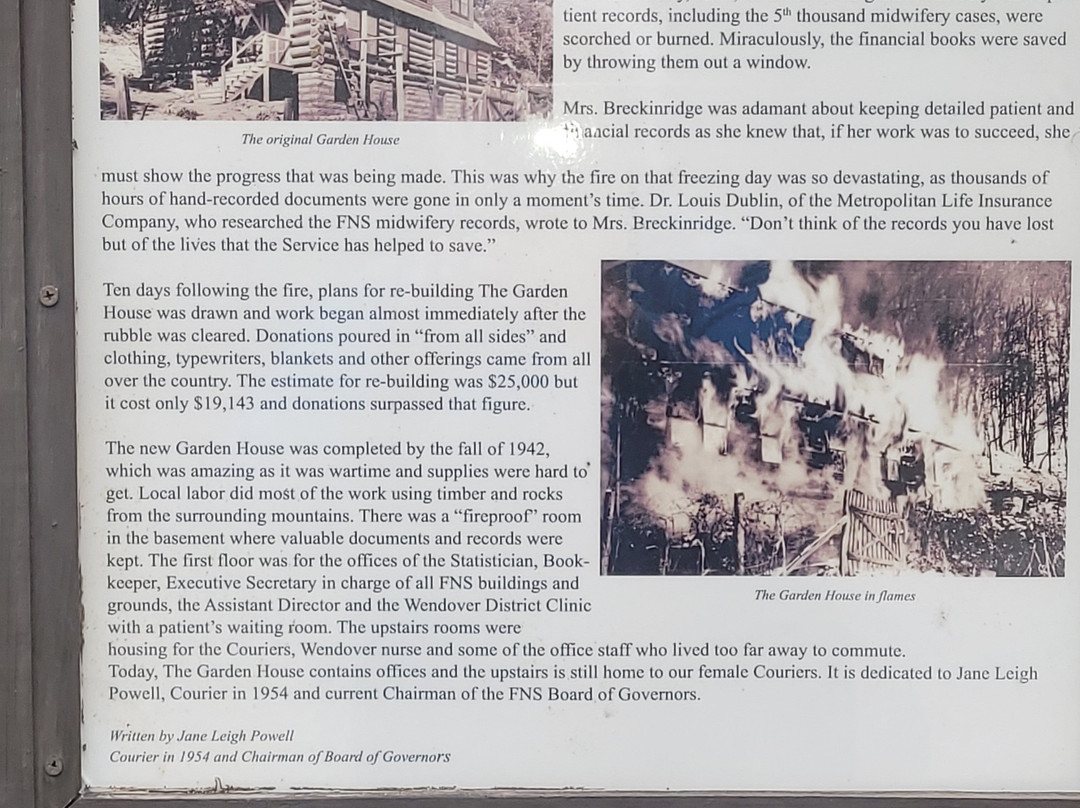 tient records, including the 5th thousand midwifery cases, were
scorched or burned. Miraculously, the financial books were saved
by throwing them out a window.
Mrs. Breckinridge was adamant about keeping detailed patient and
financial records as she knew that, if her work was to succeed, she
The original Garden House
must show the progress that was being made. This was why the fire on that freezing day was so devastating, as thousands of
hours of hand-recorded documents were gone in only a moment's time. Dr. Louis Dublin, of the Metropolitan Life Insurance
Company, who researched the FNS midwifery records, wrote to Mrs. Breckinridge. “Don't think of the records you have lost
but of the lives that the Service has helped to save.”
Ten days following the fire, plans for re-building The Garden
House was drawn and work began almost immediately after the
rubble was cleared. Donations poured in “from all sides” and
clothing, typewriters, blankets and other offerings came from all
over the country. The estimate for re-building was $25,000 but
it cost only $19,143 and donations surpassed that figure.
The new Garden House was completed by the fall of 1942,
which was amazing as it was wartime and supplies were hard to
get. Local labor did most of the work using timber and rocks
from the surrounding mountains. There was a “fireproof” room
in the basement where valuable documents and records were
kept. The first floor was for the offices of the Statistician, Book-
keeper, Executive Secretary in charge of all FNS buildings and
grounds, the Assistant Director and the Wendover District Clinic
with a patient's waiting room. The upstairs rooms were
housing for the Couriers, Wendover nurse and some of the office staff who lived too far away to commute.
Today, The Garden House contains offices and the upstairs is still home to our female Couriers. It is dedicated to Jane Leigh
Powell, Courier in 1954 and current Chairman of the FNS Board of Governors.
The Garden House in flames
Written by Jane Leigh Powell
Courier in 1954 and Chairman of Board of Governors